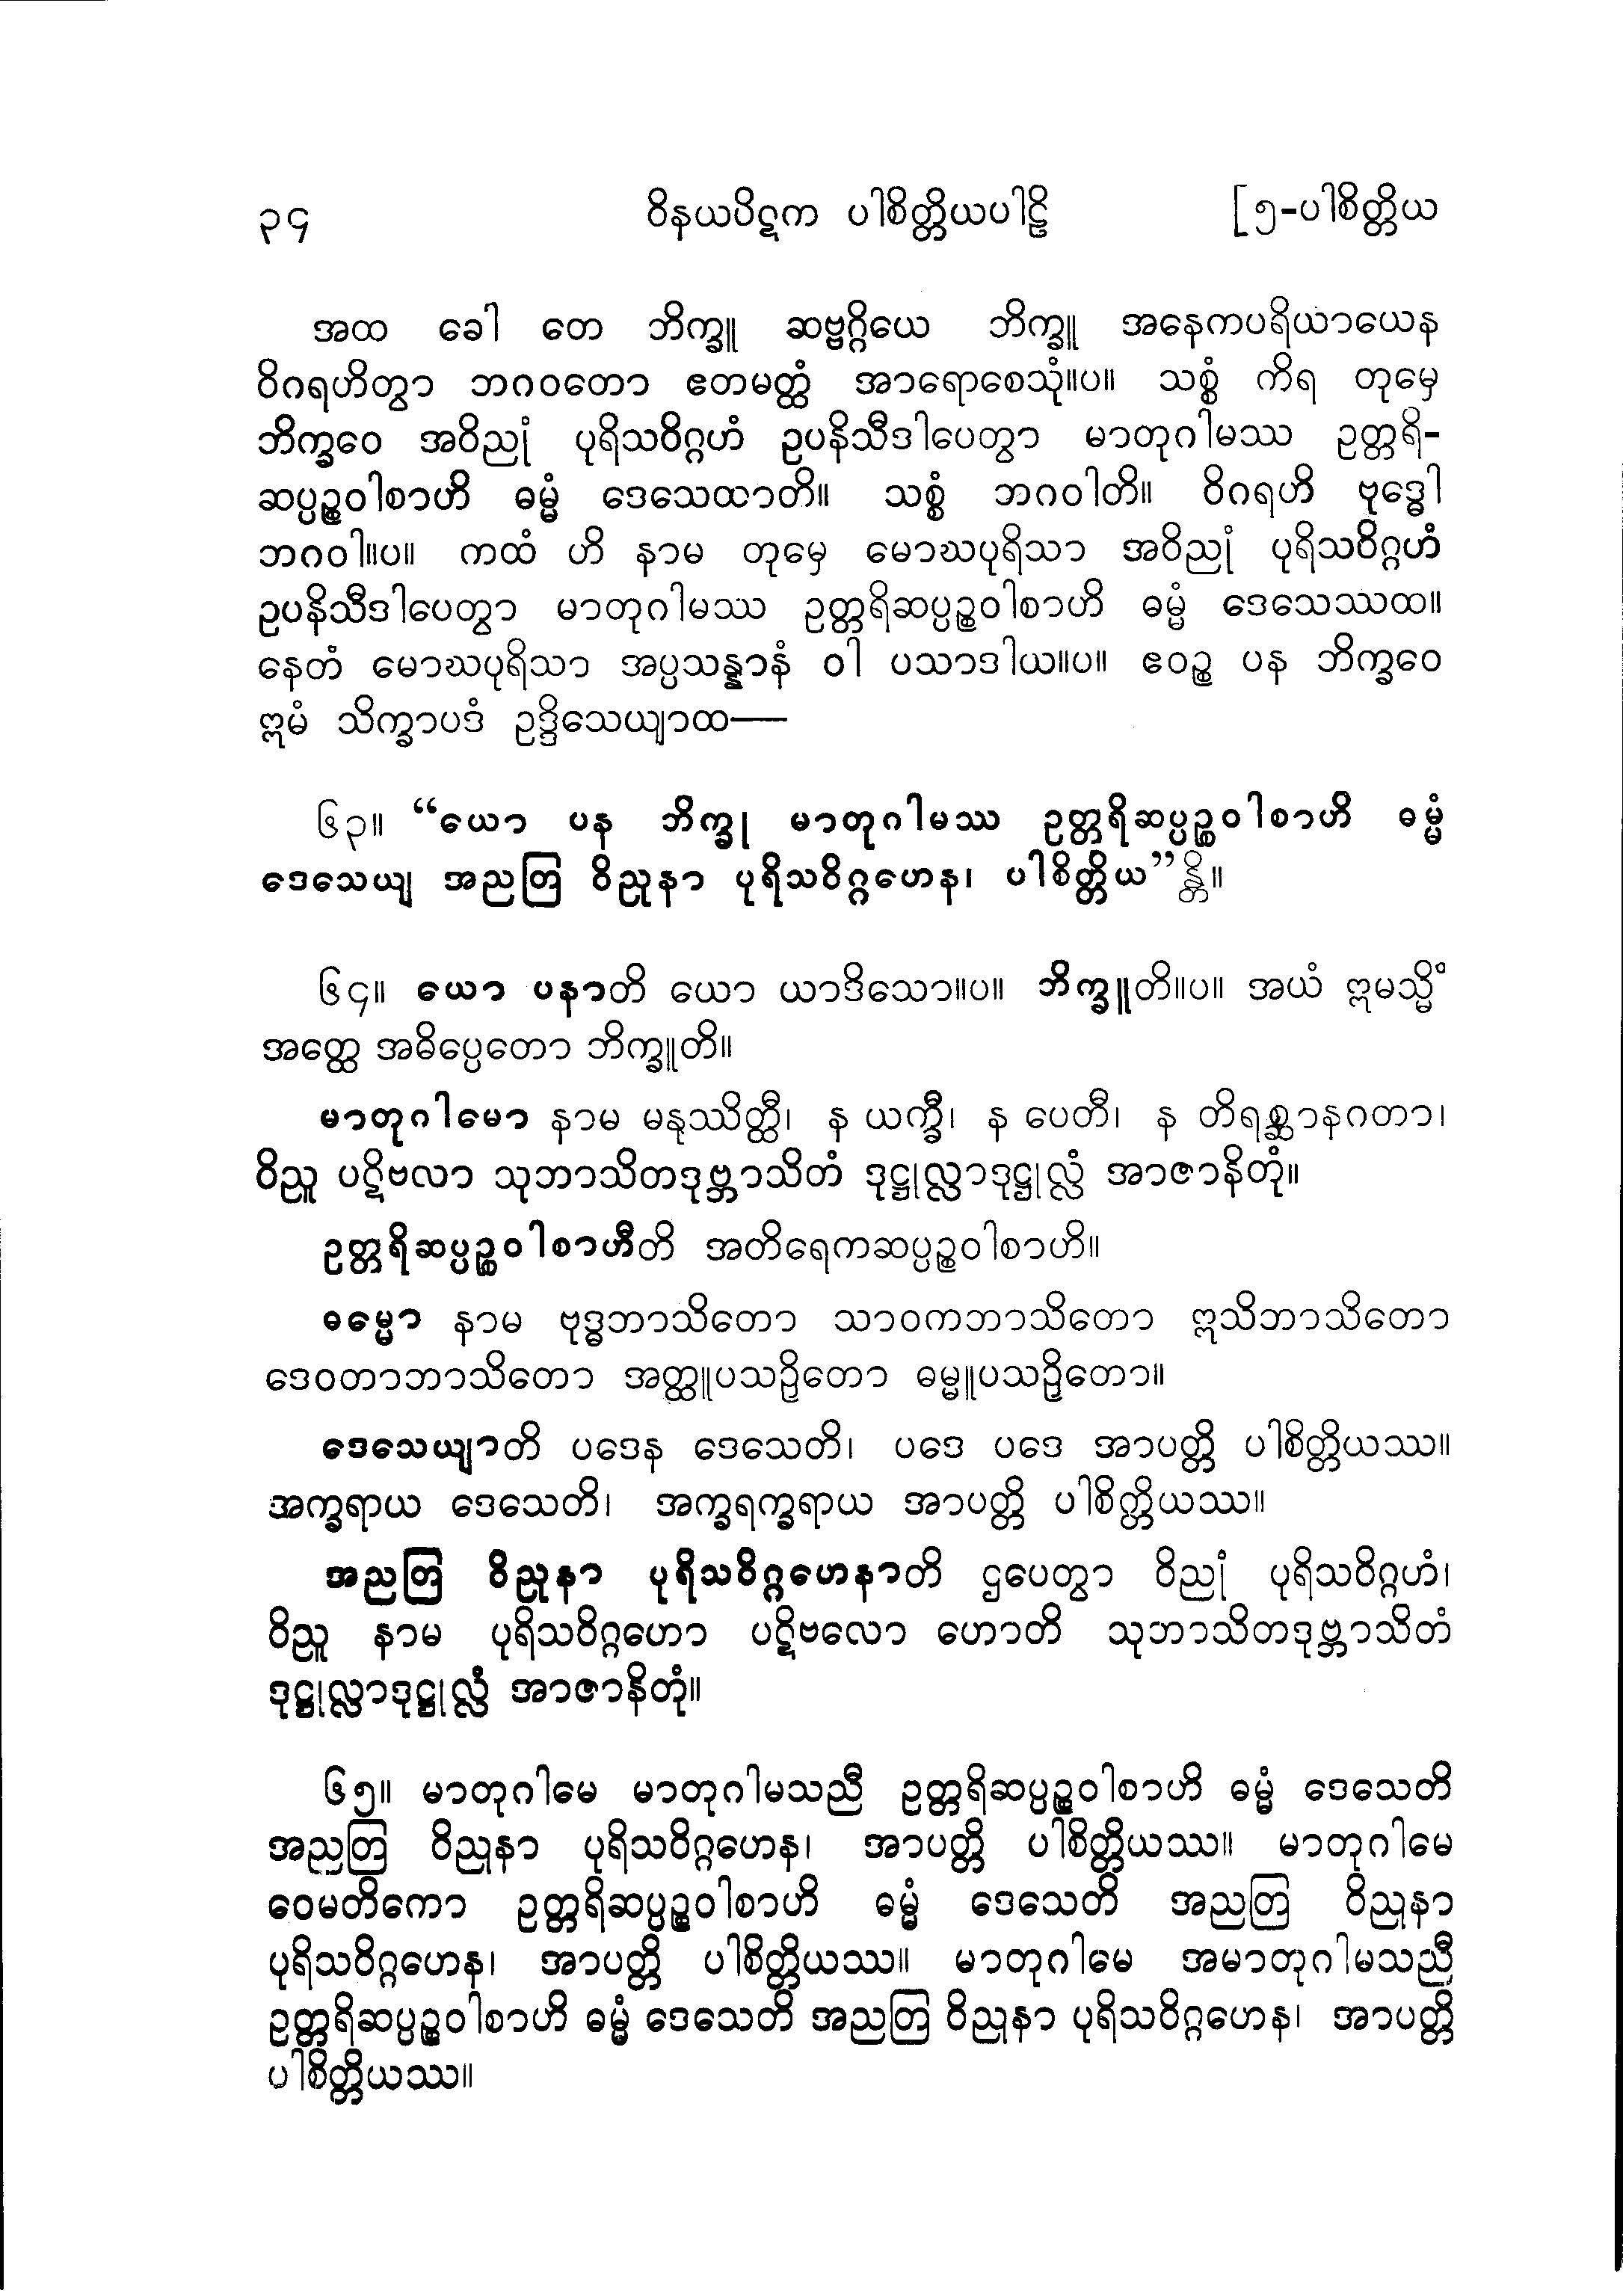 ၃၄ ဝိနယပိဋက ပါစိတ္တိယပါဠိ [၅-ပါစိတ္တိယ
အထ ခေါ တေ ဘိက္ခူ ဆဗ္ဗဂ္ဂိယေ ဘိက္ခူ အနေကပရိယာယေန
ဝိဂရဟိတွာ ဘဂဝတော ဧတမတ္ထံ အာရောစေသုံ။ပ။ သစ္စံ ကိရ တုမှေ
ဘိက္ခဝေ အဝိညုံ ပုရိသဝိဂ္ဂဟံ ဥပနိသီဒါပေတွာ မာတုဂါမဿ ဥတ္တရိ-
ဆပ္ပဉ္စဝါစာဟိ ဓမ္မံ ဒေသေထာတိ။ သစ္စံ ဘဂဝါတိ။ ဝိဂရဟိ ဗုဒ္ဓေါ
ဘဂဝါ။ပ။ ကထံ ဟိ နာမ တုမှေ မောဃပုရိသာ အဝိညုံ ပုရိသဝိဂ္ဂဟံ
ဥပနိသီဒါပေတွာ မာတုဂါမဿ ဥတ္တရိဆပ္ပဉ္စဝါစာဟိ ဓမ္မံ ဒေသေဿထ။
နေတံ မောဃပုရိသာ အပ္ပသန္နာနံ ဝါ ပသာဒါယ။ပ။ ဧဝဉ္စ ပန ဘိက္ခဝေ
ဣမံ သိက္ခာပဒံ ဥဒ္ဒိသေယျာထ—
၆၃။ “ယော ပန ဘိက္ခု မာတုဂါမဿ ဥတ္တရိဆပ္ပဉ္စဝါစာဟိ ဓမ္မံ
ဒေသေယျ အညတြ ဝိညုနာ ပုရိသဝိဂ္ဂဟေန၊ ပါစိတ္တိယ”န္တိ။
၆၄။ ယော ပနာတိ ယော ယာဒိသော။ပ။ ဘိက္ခူတိ။ပ။ အယံ ဣမသ္မိံ
အတ္ထေ အဓိပ္ပေတော ဘိက္ခူတိ။
မာတုဂါမော နာမ မနုဿိတ္ထီ၊ န ယက္ခီ၊ န ပေတီ၊ န တိရစ္ဆာနဂတာ၊
ဝိညူ ပဋိဗလာ သုဘာသိတဒုဗ္ဘာသိတံ ဒုဋ္ဌုလ္လာဒုဋ္ဌုလ္လံ အာဇာနိတုံ။
ဥတ္တရိဆပ္ပဉ္စဝါစာဟီတိ အတိရေကဆပ္ပဉ္စဝါစာဟိ။
ဓမ္မော နာမ ဗုဒ္ဓဘာသိတော သာဝကဘာသိတော ဣသိဘာသိတော
ဒေဝတာဘာသိတော အတ္ထူပသဉှိတော ဓမ္မူပသဉှိတော။
ဒေသေယျာတိ ပဒေန ဒေသေတိ၊ ပဒေ ပဒေ အာပတ္တိ ပါစိတ္တိယဿ။
အက္ခရာယ ဒေသေတိ၊ အက္ခရက္ခရာယ အာပတ္တိ ပါစိတ္တိယဿ။
အညတြ ဝိညုနာ ပုရိသဝိဂ္ဂဟေနာတိ ဌပေတွာ ဝိညုံ ပုရိသဝိဂ္ဂဟံ၊
ဝိညူ နာမ ပုရိသဝိဂ္ဂဟော ပဋိဗလော ဟောတိ သုဘာသိတဒုဗ္ဘာသိတံ
ဒုဋ္ဌုလ္လာဒုဋ္ဌုလ္လံ အာဇာနိတုံ။
၆၅။ မာတုဂါမေ မာတုဂါမသညီ ဥတ္တရိဆပ္ပဉ္စဝါစာဟိ ဓမ္မံ ဒေသေတိ
အညတြ ဝိညုနာ ပုရိသဝိဂ္ဂဟေန၊ အာပတ္တိ ပါစိတ္တိယဿ။ မာတုဂါမေ
ဝေမတိကော ဥတ္တရိဆပ္ပဉ္စဝါစာဟိ ဓမ္မံ ဒေသေတိ အညတြ ဝိညုနာ
ပုရိသဝိဂ္ဂဟေန၊ အာပတ္တိ ပါစိတ္တိယဿ။ မာတုဂါမေ အမာတုဂါမသညီ
ဥတ္တရိဆပ္ပဉ္စဝါစာဟိ ဓမ္မံ ဒေသေတိ အညတြ ဝိညုနာ ပုရိသဝိဂ္ဂဟေန၊ အာပတ္တိ
ပါစိတ္တိယဿ။